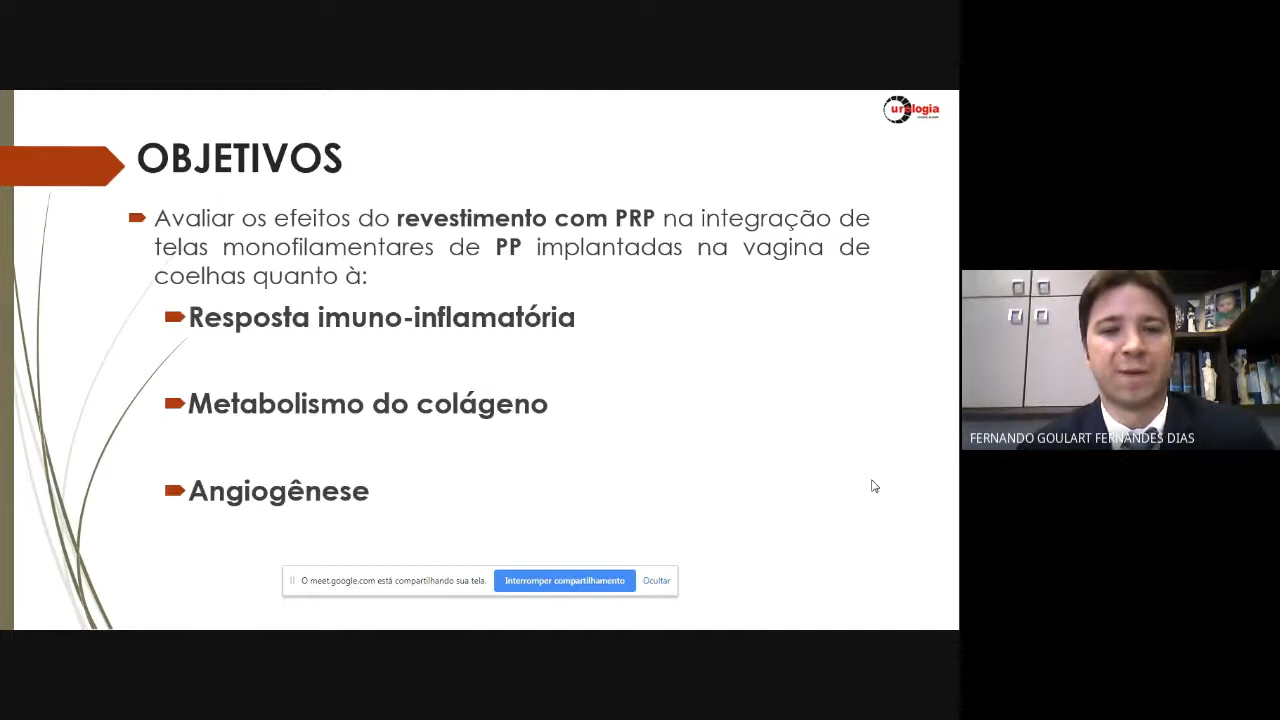 urologia
OBJETIVOS
Avaliar os efeitos do revestimento com PRP na integração de
telas monofilamentares de PP implantadas na vagina de
coelhas quanto à:
Resposta imuno-inflamatória
Metabolismo do colágeno
Angiogênese
O meet.google.com está compartilhando sua tela.
Interromper compartilhamento
Ocultar
FERNANDO GOULART FERNANDES DIAS